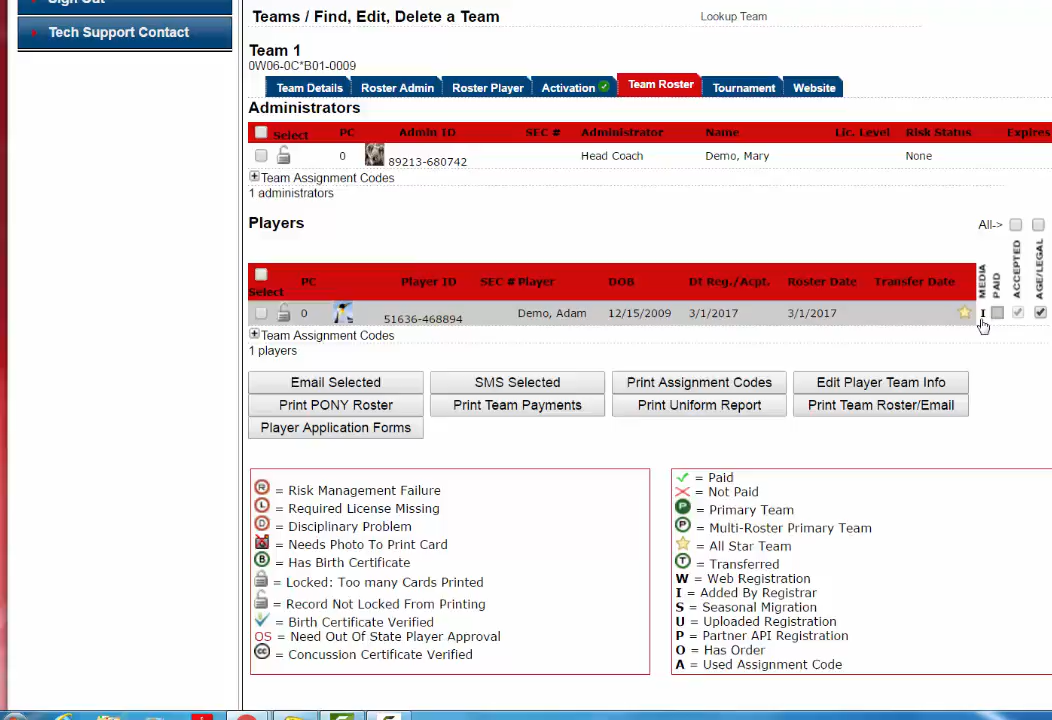 Sign Out
Tech Support Contact
Teams / Find, Edit, Delete a Team
Lookup Team
Team 1
0W06-0C*B01-0009
Team Details Roster Admin Roster Player Activation Team Roster Tournament Website
Administrators
Select PC Admin ID SEC # Administrator Name Lic. Level Risk Status Expires
0 89213-680742 Head Coach Demo, Mary None
Team Assignment Codes
1 administrators
Players
All->
Select PC Player ID SEC # Player DOB Dt Reg./Acpt. Roster Date Transfer Date MEDIA PAID ACCEPTED AGE/LEGAL
0 51636-468894 Demo, Adam 12/15/2009 3/1/2017 3/1/2017 I
Team Assignment Codes
1 players
Email Selected SMS Selected Print Assignment Codes Edit Player Team Info
Print PONY Roster Print Team Payments Print Uniform Report Print Team Roster/Email
Player Application Forms
R = Risk Management Failure
L = Required License Missing
D = Disciplinary Problem
= Needs Photo To Print Card
B = Has Birth Certificate
= Locked: Too many Cards Printed
= Record Not Locked From Printing
= Birth Certificate Verified
OS = Need Out Of State Player Approval
CC = Concussion Certificate Verified
= Paid
= Not Paid
P = Primary Team
P = Multi-Roster Primary Team
= All Star Team
T = Transferred
W = Web Registration
I = Added By Registrar
S = Seasonal Migration
U = Uploaded Registration
P = Partner API Registration
O = Has Order
A = Used Assignment Code